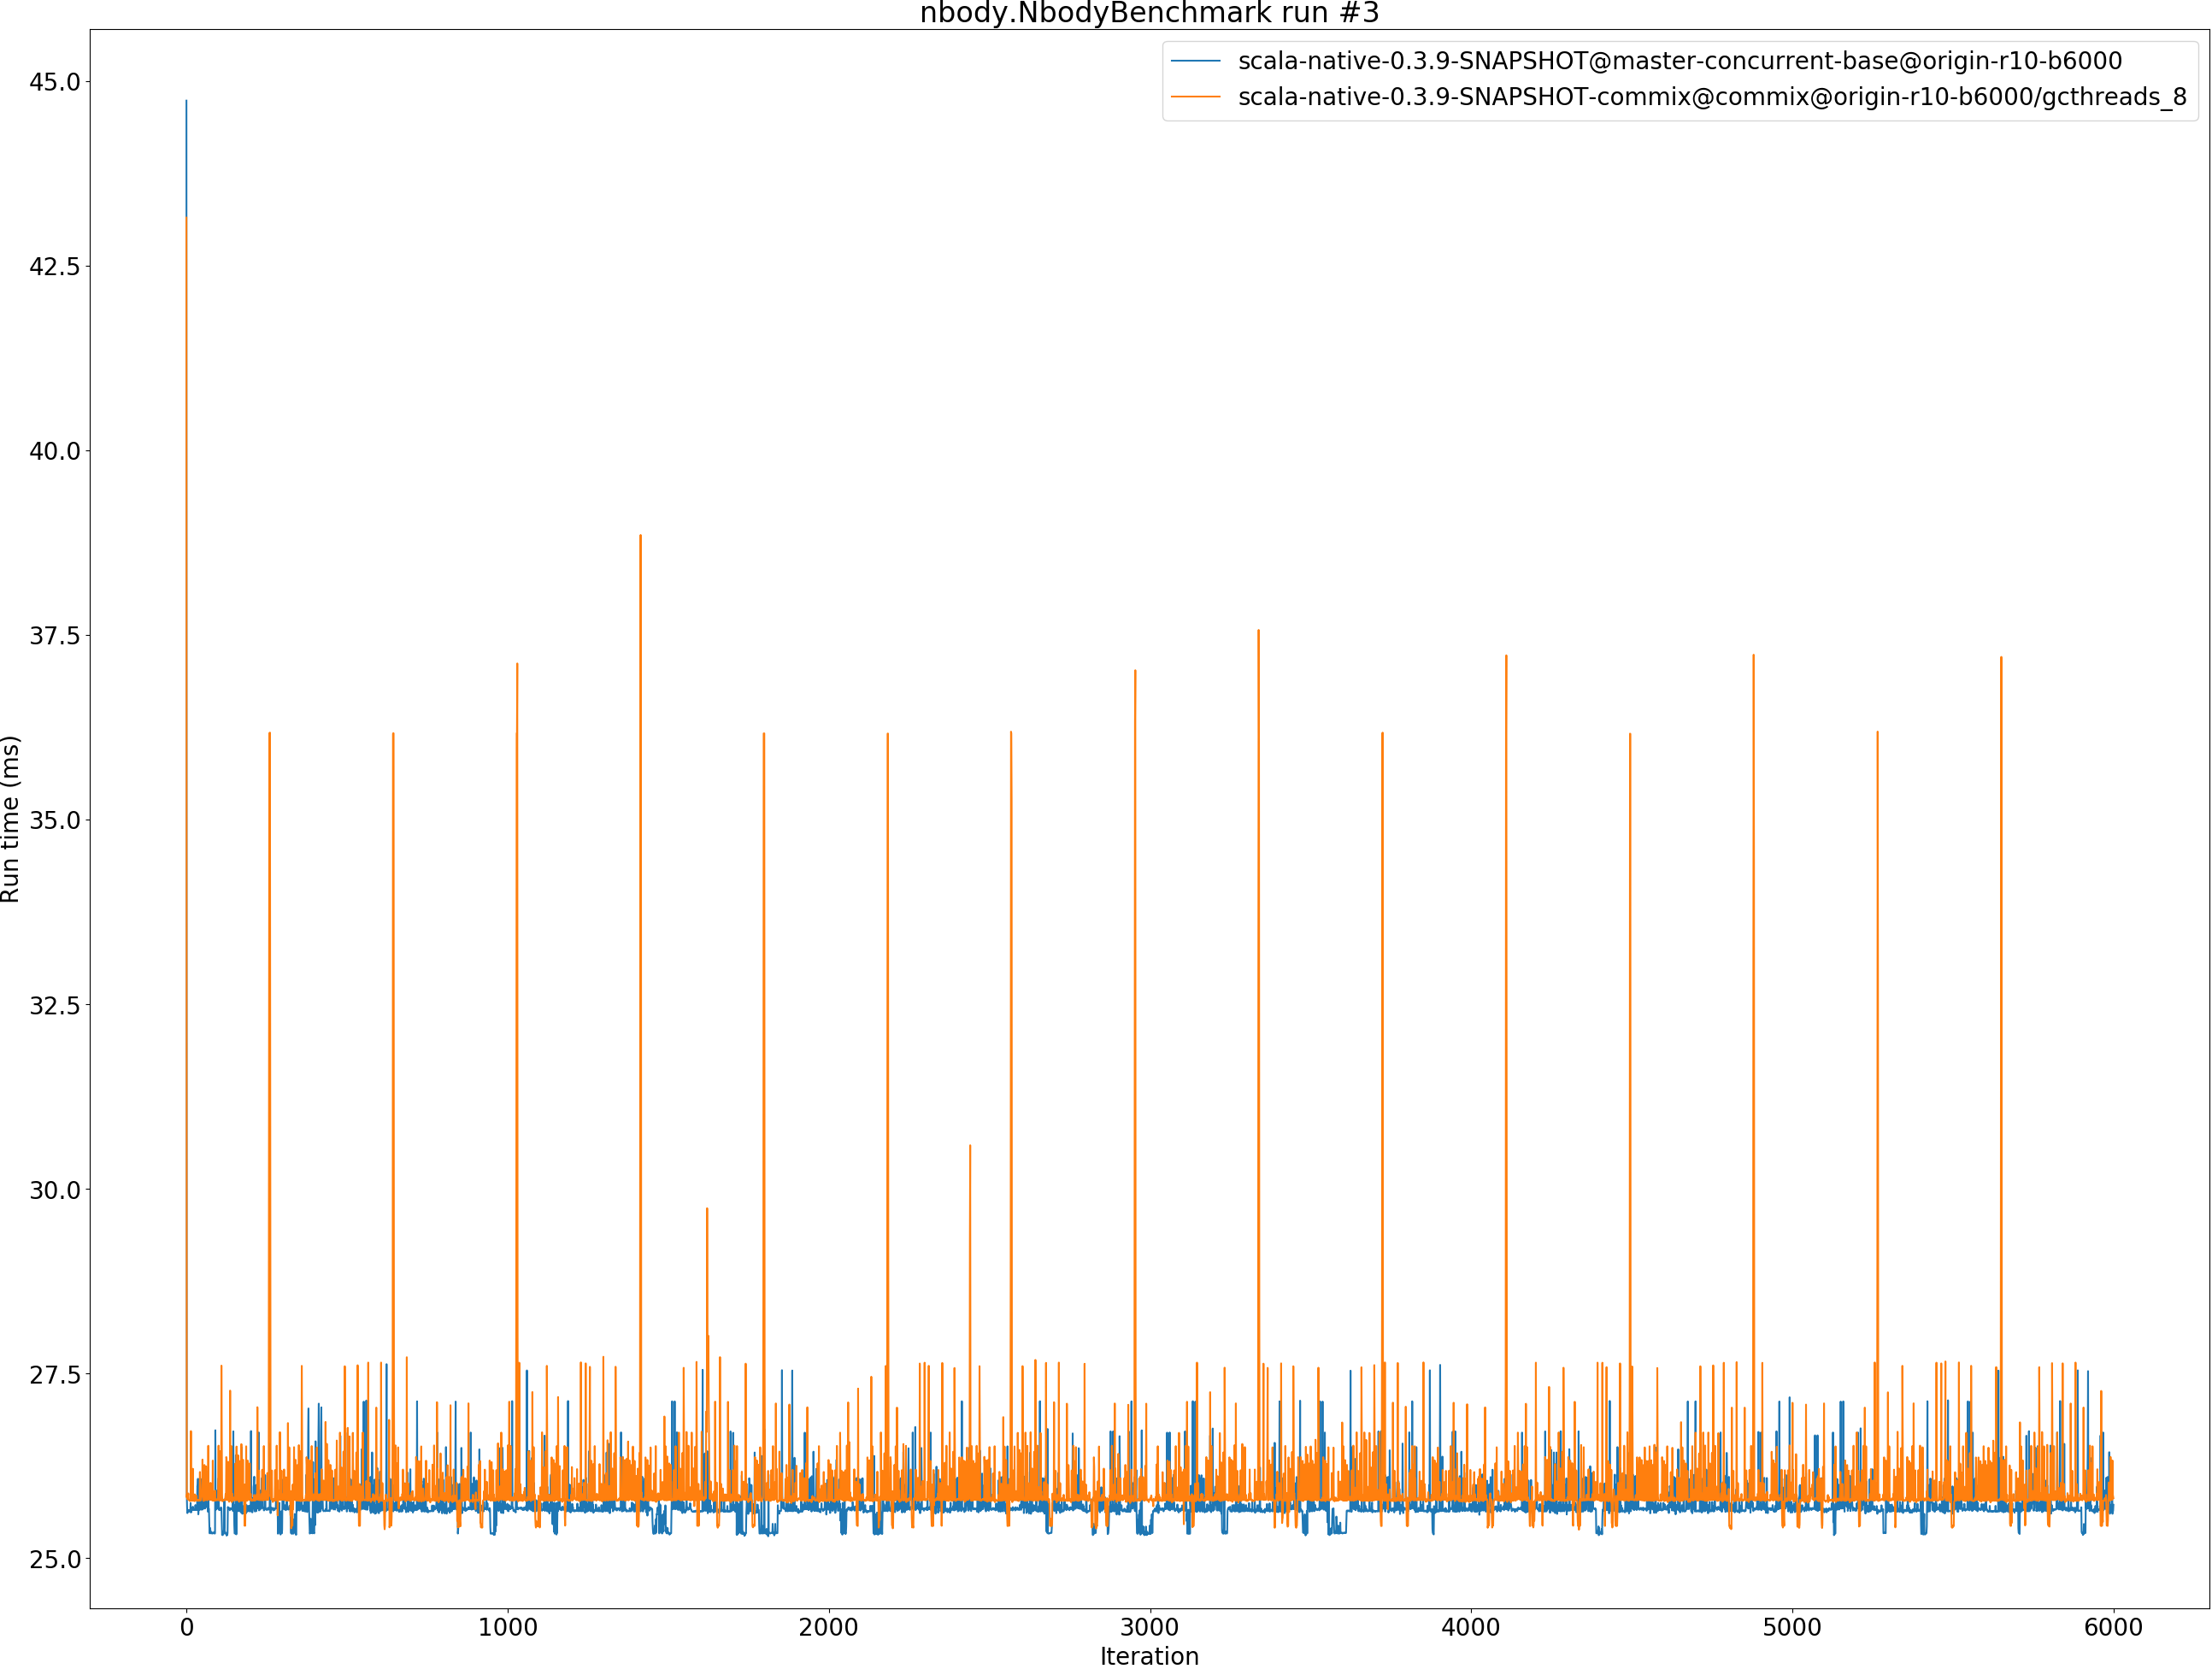 nbody.NbodyBenchmark run #3
scala-native-0.3.9-SNAPSHOT@master-concurrent-base@origin-r10-b6000
scala-native-0.3.9-SNAPSHOT-commix@commix@origin-r10-b6000/gcthreads_8
45.0
42.5
40.0
37.5
35.0
32.5
30.0
27.5
25.0
Run time (ms)
0 1000 2000 3000 4000 5000 6000
Iteration